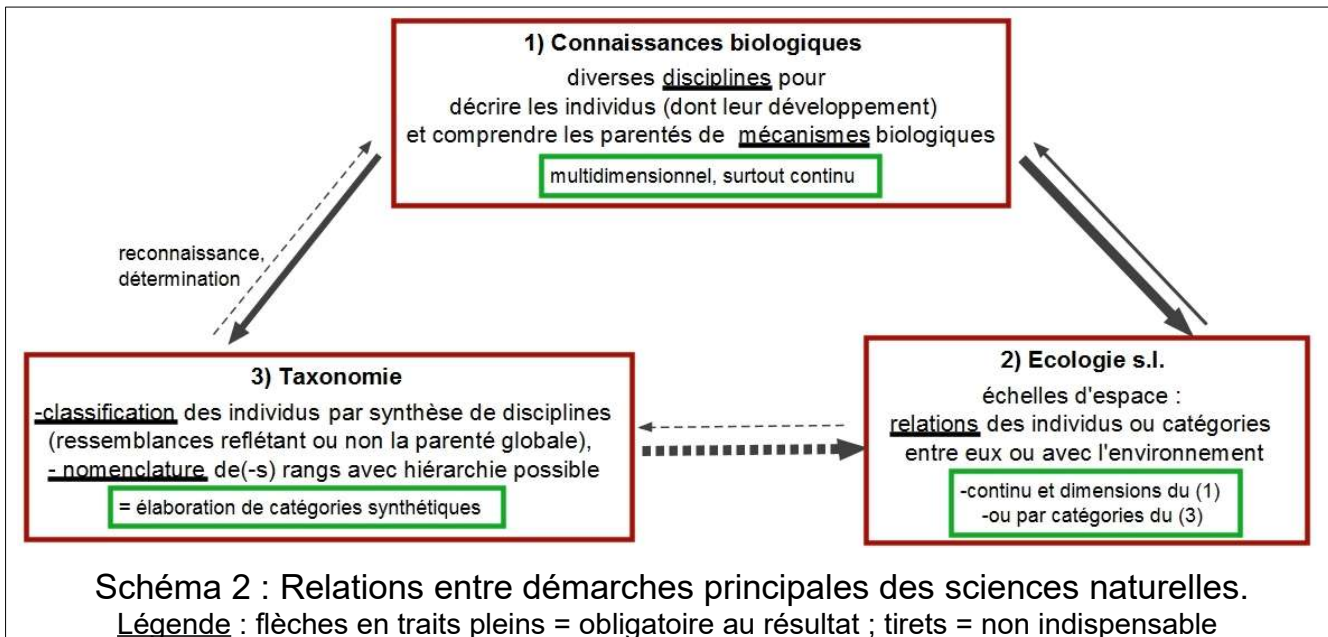 1) Connaissances biologiques
diverses disciplines pour
décrire les individus (dont leur développement)
et comprendre les parentés de mécanismes biologiques
multidimensionnel, surtout continu
reconnaissance,
détermination
3) Taxonomie
-classification des individus par synthèse de disciplines
(ressemblances reflétant ou non la parenté globale),
- nomenclature de(-s) rangs avec hiérarchie possible
= élaboration de catégories synthétiques
2) Ecologie s.l.
échelles d'espace :
relations des individus ou catégories
entre eux ou avec l'environnement
-continu et dimensions du (1)
-ou par catégories du (3)
Schéma 2 : Relations entre démarches principales des sciences naturelles.
Légende : flèches en traits pleins = obligatoire au résultat ; tirets = non indispensable